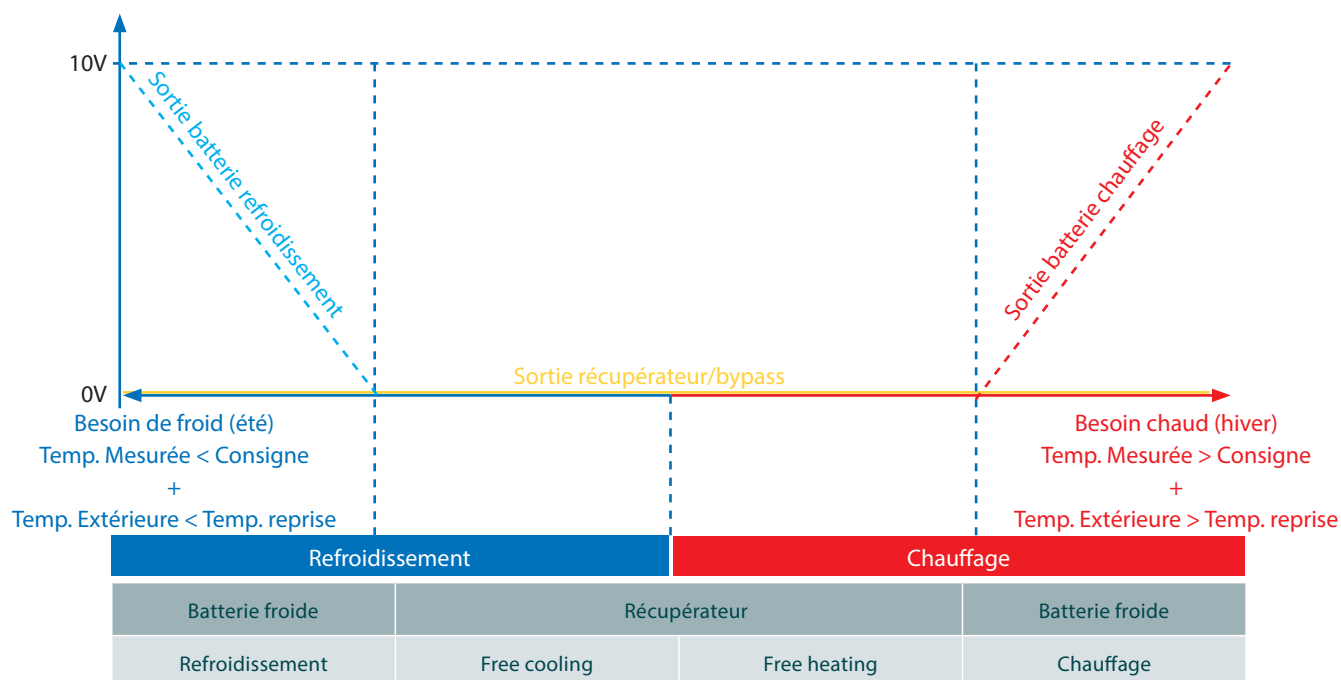 10V
Sortie batterie refroidissement
Sortie batterie chauffage
Sortie récupérateur/bypass
0V
Besoin de froid (été)
Temp. Mesurée < Consigne
+
Temp. Extérieure < Temp. reprise
Besoin chaud (hiver)
Temp. Mesurée > Consigne
+
Temp. Extérieure > Temp. reprise
Refroidissement
Chauffage
Batterie froide
Récupérateur
Batterie froide
Refroidissement
Free cooling
Free heating
Chauffage